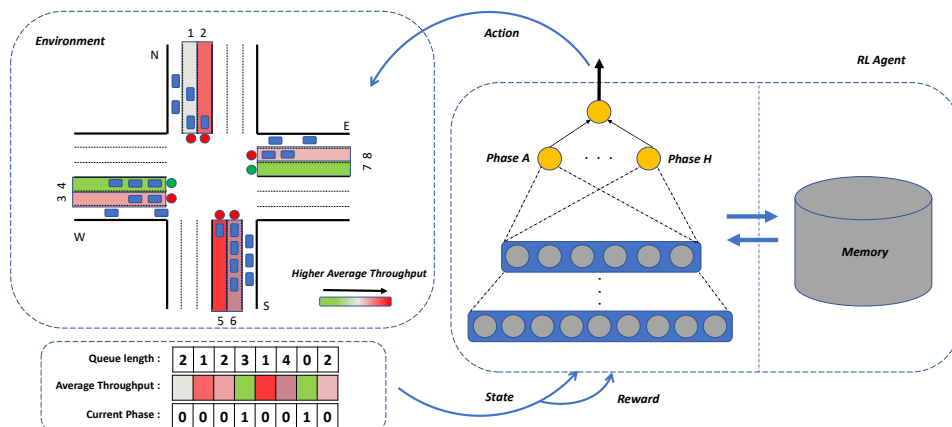 Environment
Action
RL Agent
1 2
N
E
Phase A
. . .
Phase H
3 4
7 8
W
Memory
Higher Average Throughput
S
5 6
Queue length : 2 1 2 3 1 4 0 2
Average Throughput :
Current Phase : 0 0 0 1 0 0 1 0
State
Reward